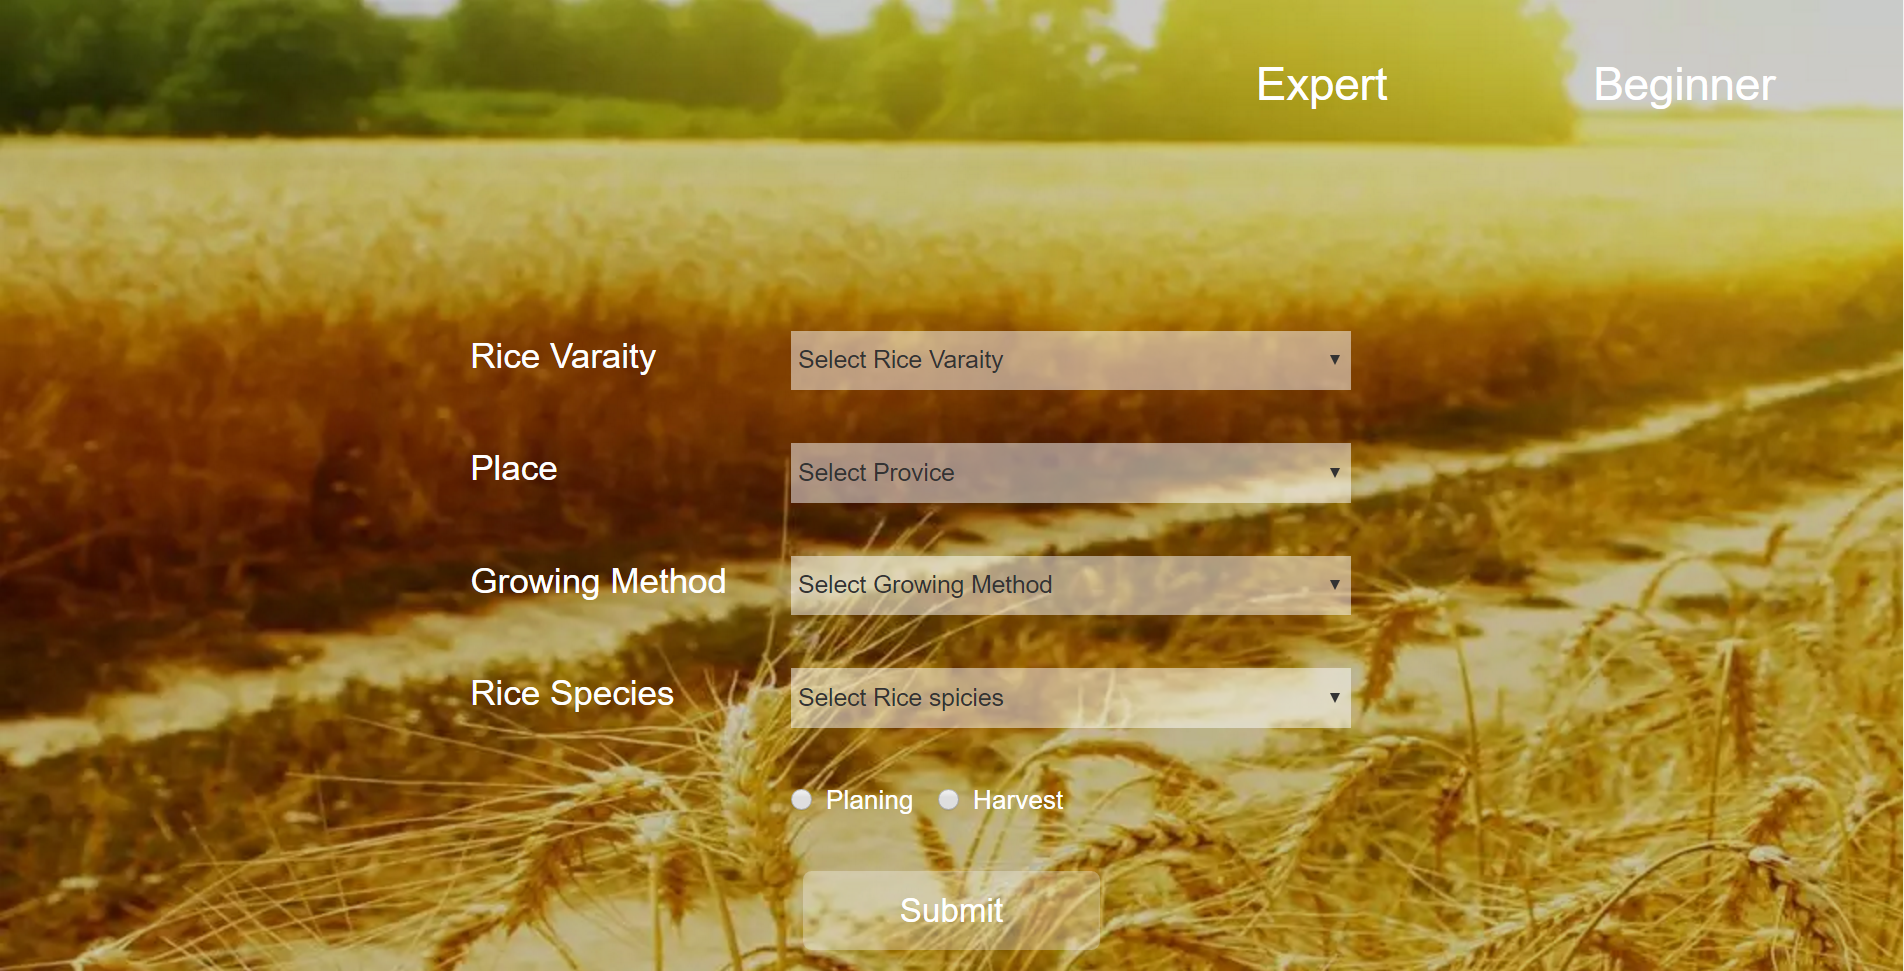 Expert Beginner
Rice Varaity Select Rice Varaity
Place Select Provice
Growing Method Select Growing Method
Rice Species Select Rice spicies
Planing Harvest
Submit